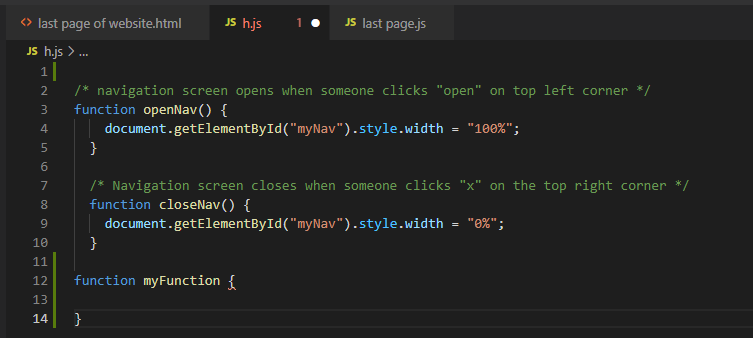 <> last page of website.html JS h.js 1 ● JS last page.js
JS h.js > ...
1
2 /* navigation screen opens when someone clicks "open" on top left corner */
3 function openNav() {
4 document.getElementById("myNav").style.width = "100%";
5 }
6
7 /* Navigation screen closes when someone clicks "x" on the top right corner */
8 function closeNav() {
9 document.getElementById("myNav").style.width = "0%";
10 }
11
12 function myFunction {
13
14 }